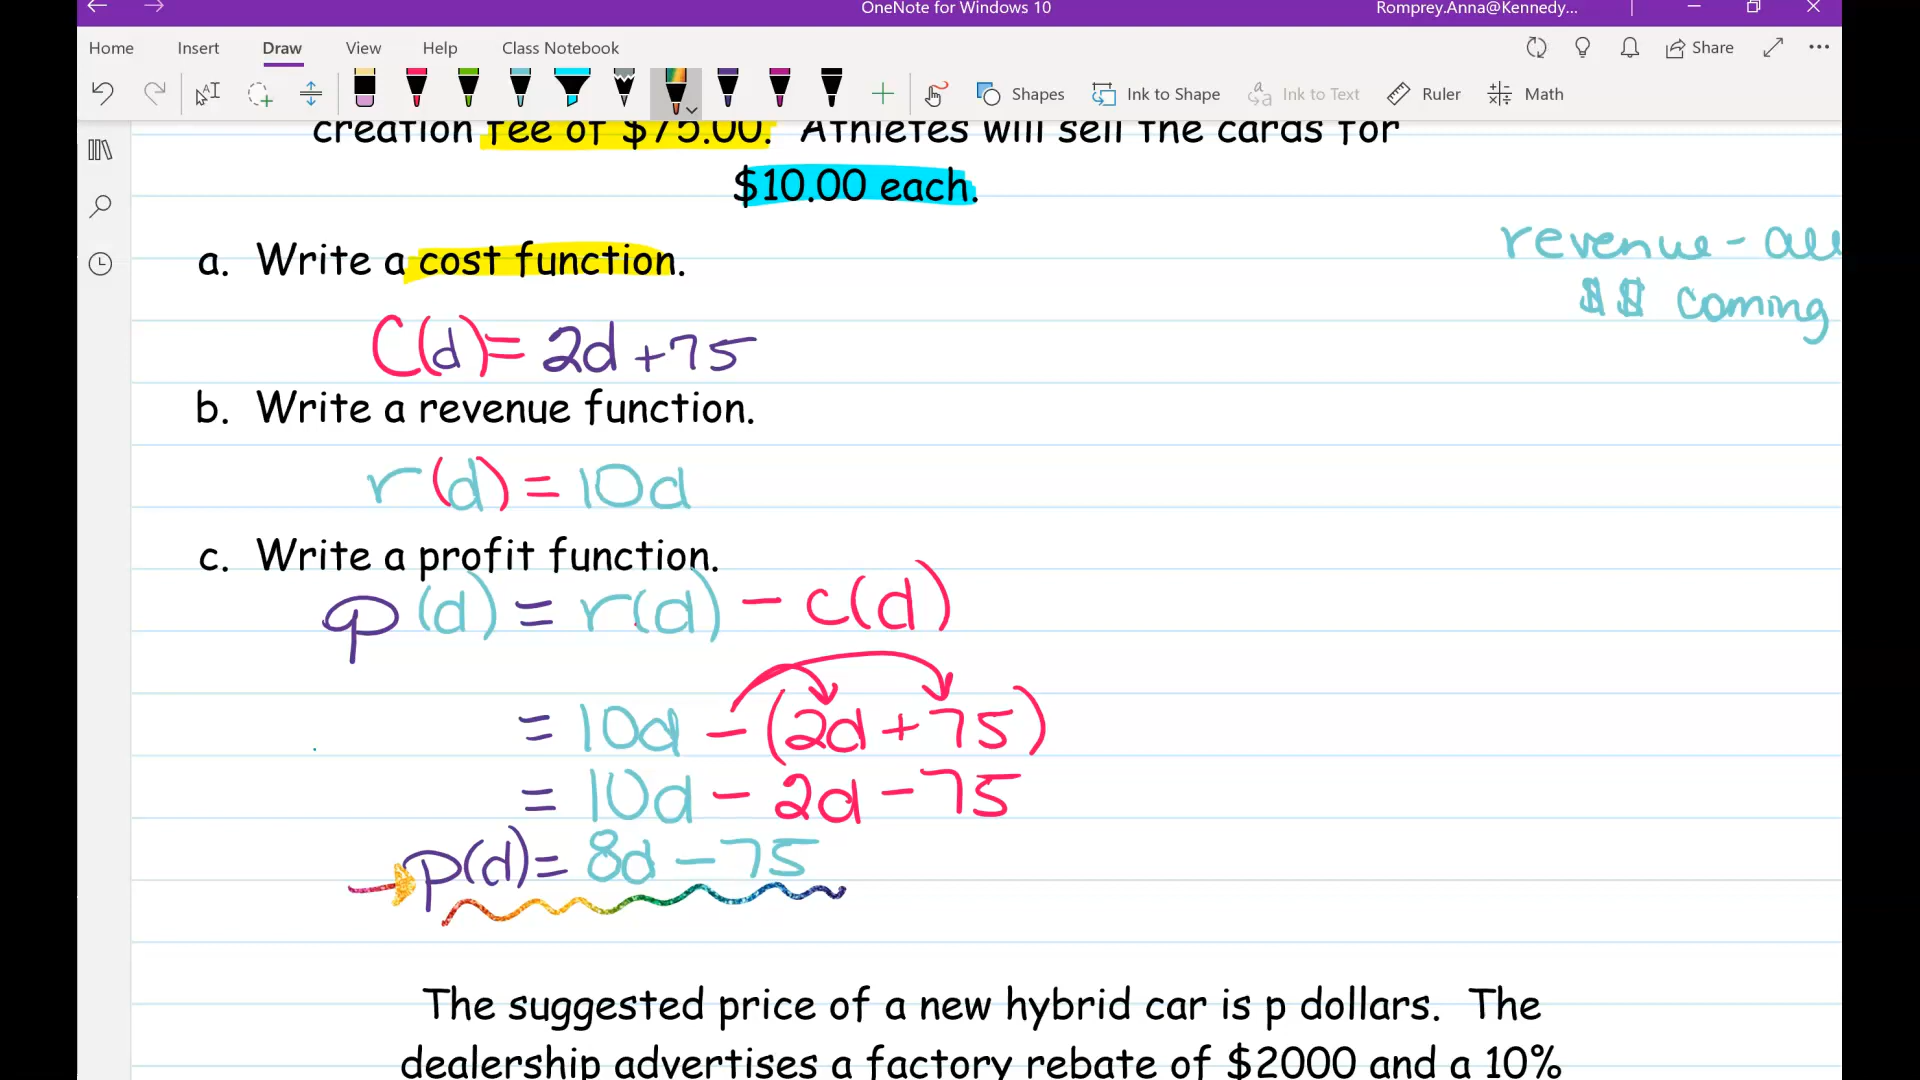 OneNote for Windows 10 Romprey.Anna@Kennedy...
Home Insert Draw View Help Class Notebook Share
Shapes Ink to Shape Ink to Text Ruler Math
creation fee of $75.00. Athletes will sell the cards for
$10.00 each.
revenue - all
$$ coming
a. Write a cost function.
C(d) = 2d + 75
b. Write a revenue function.
r(d) = 10d
c. Write a profit function.
p(d) = r(d) - c(d)
= 10d - (2d + 75)
= 10d - 2d - 75
p(d) = 8d - 75
The suggested price of a new hybrid car is p dollars. The
dealership advertises a factory rebate of $2000 and a 10%